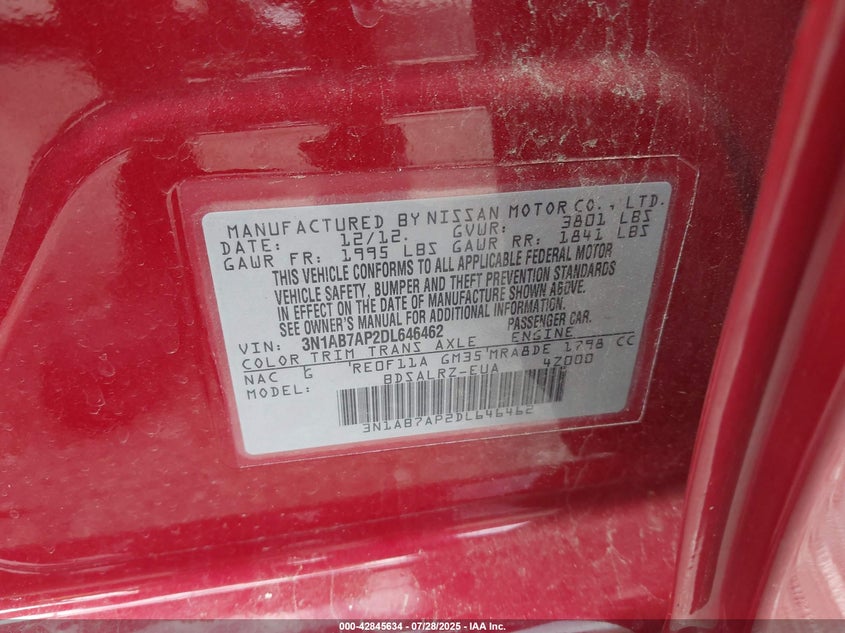 MANUFACTURED BY NISSAN MOTOR CO., LTD.
DATE: 12/12. GVWR: 3801 LBS
GAWR FR: 1995 LBS GAWR RR: 1841 LBS
THIS VEHICLE CONFORMS TO ALL APPLICABLE FEDERAL MOTOR
VEHICLE SAFETY, BUMPER AND THEFT PREVENTION STANDARDS
IN EFFECT ON THE DATE OF MANUFACTURE SHOWN ABOVE.
SEE OWNER'S MANUAL FOR ADDITIONAL INFORMATION.
VIN: 3N1AB7AP2DL646462 PASSENGER CAR.
COLOR TRIM TRANS AXLE ENGINE
NAC G RE0F11A GM35 MRA8DE 1798 CC
MODEL: BDSALRZ-EUA 4Z000
3N1AB7AP2DL646462
000-42845634 | 07/28/2025 - IAA Inc.